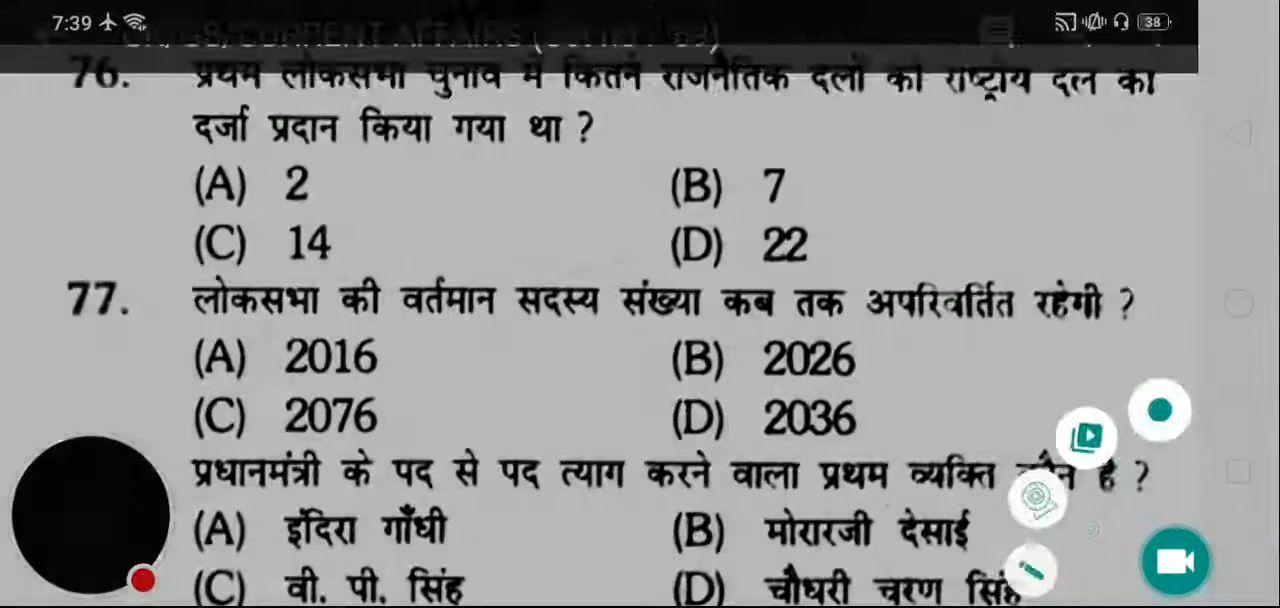 7:39 38
76. प्रथम लोकसभा चुनाव में कितने राजनैतिक दलों को राष्ट्रीय दल का
दर्जा प्रदान किया गया था ?
(A) 2 (B) 7
(C) 14 (D) 22
77. लोकसभा की वर्तमान सदस्य संख्या कब तक अपरिवर्तित रहेगी ?
(A) 2016 (B) 2026
(C) 2076 (D) 2036
प्रधानमंत्री के पद से पद त्याग करने वाला प्रथम व्यक्ति कौन है ?
(A) इंदिरा गाँधी (B) मोरारजी देसाई
(C) वी. पी. सिंह (D) चौधरी चरण सिंह